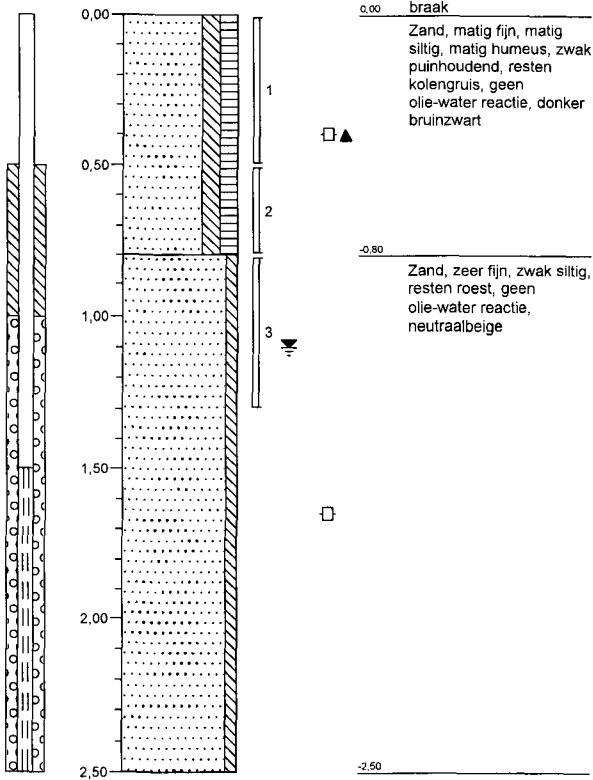 0,00
0,50
1,00
1,50
2,00
2,50
1
2
3
0,00
braak
Zand, matig fijn, matig
siltig, matig humeus, zwak
puinhoudend, resten
kolengruis, geen
olie-water reactie, donker
bruinzwart
-0,80
Zand, zeer fijn, zwak siltig,
resten roest, geen
olie-water reactie,
neutraalbeige
-2,50